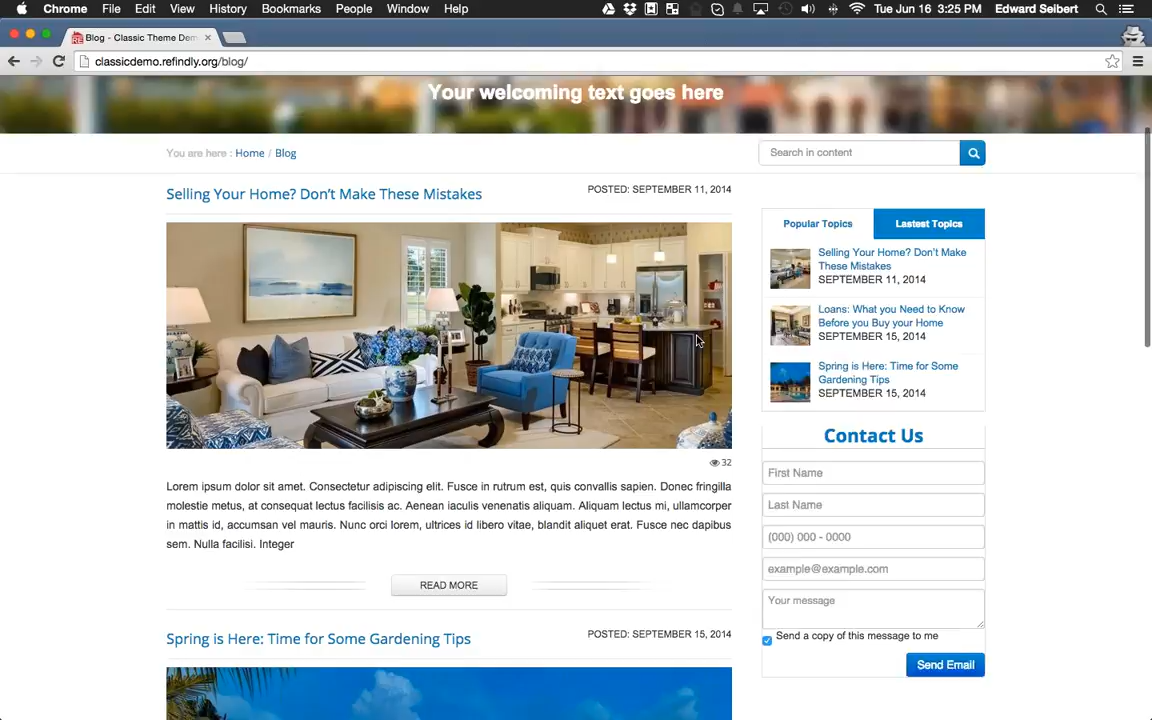 Chrome File Edit View History Bookmarks People Window Help Tue Jun 16 3:25 PM Edward Seibert
Blog - Classic Theme Dem
classicdemo.refindly.org/blog/
Your welcoming text goes here
You are here : Home / Blog
Search in content
Selling Your Home? Don't Make These Mistakes
POSTED: SEPTEMBER 11, 2014
32
Lorem ipsum dolor sit amet. Consectetur adipiscing elit. Fusce in rutrum est, quis convallis sapien. Donec fringilla
molestie metus, at consequat lectus facilisis ac. Aenean iaculis venenatis aliquam. Aliquam lectus mi, ullamcorper
in mattis id, accumsan vel mauris. Nunc orci lorem, ultrices id libero vitae, blandit aliquet erat. Fusce nec dapibus
sem. Nulla facilisi. Integer
READ MORE
Spring is Here: Time for Some Gardening Tips
POSTED: SEPTEMBER 15, 2014
Popular Topics
Lastest Topics
Selling Your Home? Don't Make
These Mistakes
SEPTEMBER 11, 2014
Loans: What you Need to Know
Before you Buy your Home
SEPTEMBER 15, 2014
Spring is Here: Time for Some
Gardening Tips
SEPTEMBER 15, 2014
Contact Us
First Name
Last Name
(000) 000 - 0000
example@example.com
Your message
Send a copy of this message to me
Send Email